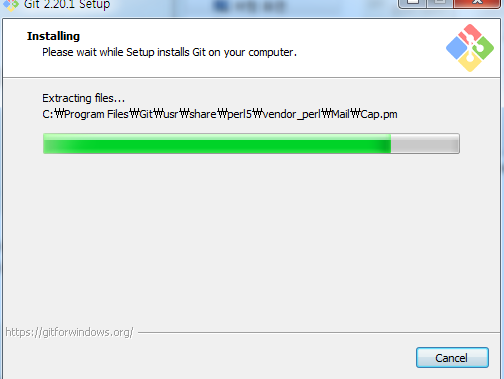 Git 2.20.1 Setup
Installing
Please wait while Setup installs Git on your computer.
Extracting files...
C:₩Program Files₩Git₩usr₩share₩perl5₩vendor_perl₩Mail₩Cap.pm
https://gitforwindows.org/
Cancel